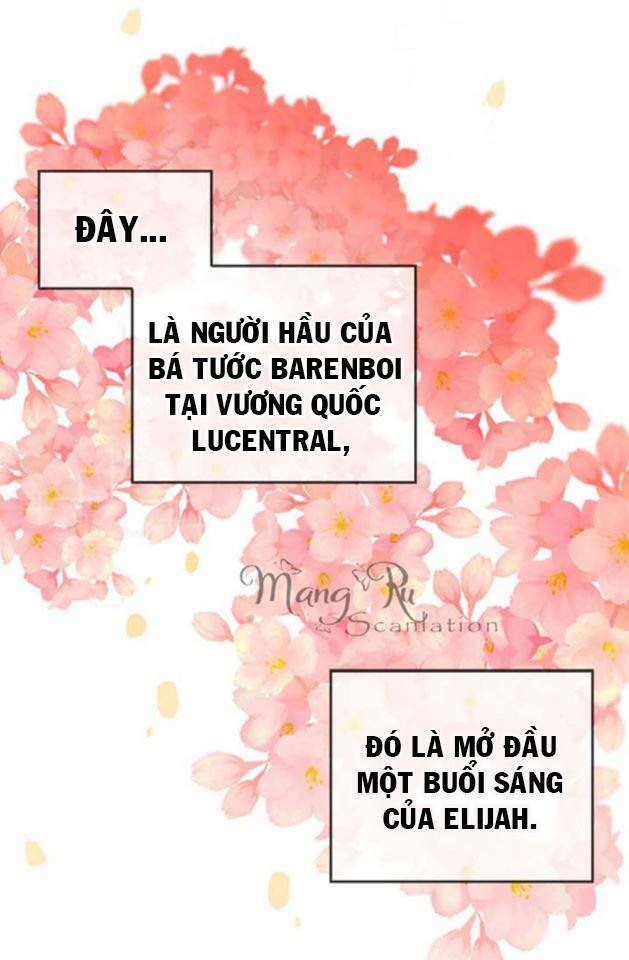 ĐÂY...
LÀ NGƯỜI HẦU CỦA
BÁ TƯỚC BARENBOI
TẠI VƯƠNG QUỐC
LUCENTRAL,
Mang Ru
Scanlation
ĐÓ LÀ MỞ ĐẦU
MỘT BUỔI SÁNG
CỦA ELIJAH.